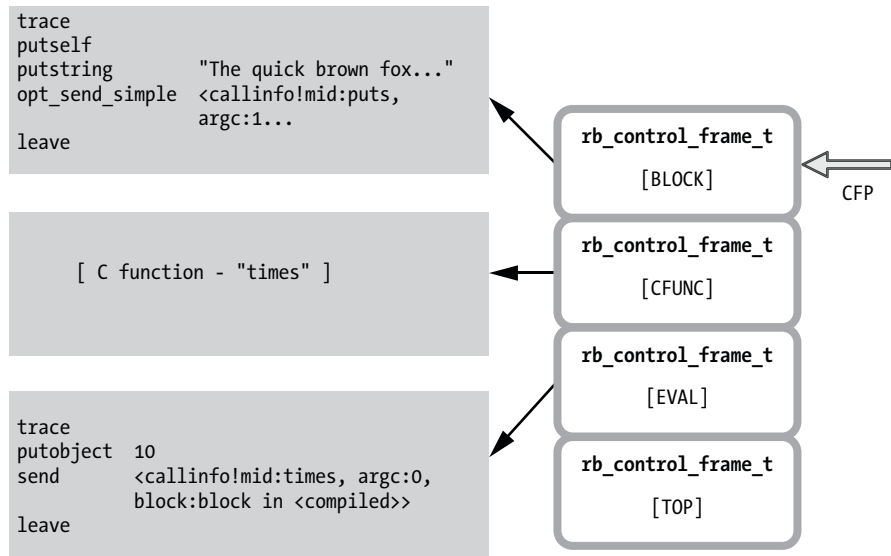 trace
putself
putstring "The quick brown fox..."
opt_send_simple <callinfo!mid:puts,
argc:1...
leave
rb_control_frame_t
[BLOCK]
CFP
[ C function - "times" ]
rb_control_frame_t
[CFUNC]
rb_control_frame_t
[EVAL]
trace
putobject 10
send <callinfo!mid:times, argc:0,
block:block in <compiled>>
leave
rb_control_frame_t
[TOP]